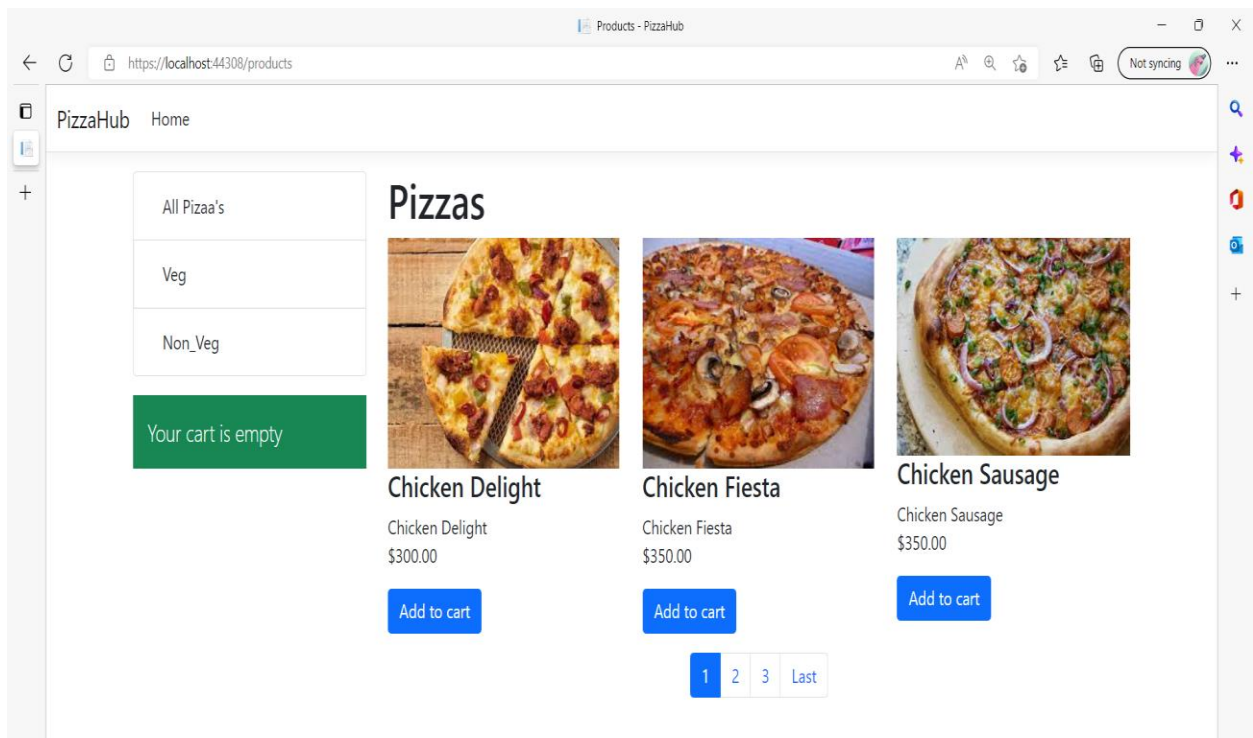 Products - PizzaHub
https://localhost:44308/products
Not syncing
PizzaHub Home
All Pizaa's
Veg
Non_Veg
Your cart is empty
Pizzas
Chicken Delight
Chicken Delight
$300.00
Add to cart
Chicken Fiesta
Chicken Fiesta
$350.00
Add to cart
Chicken Sausage
Chicken Sausage
$350.00
Add to cart
1 2 3 Last